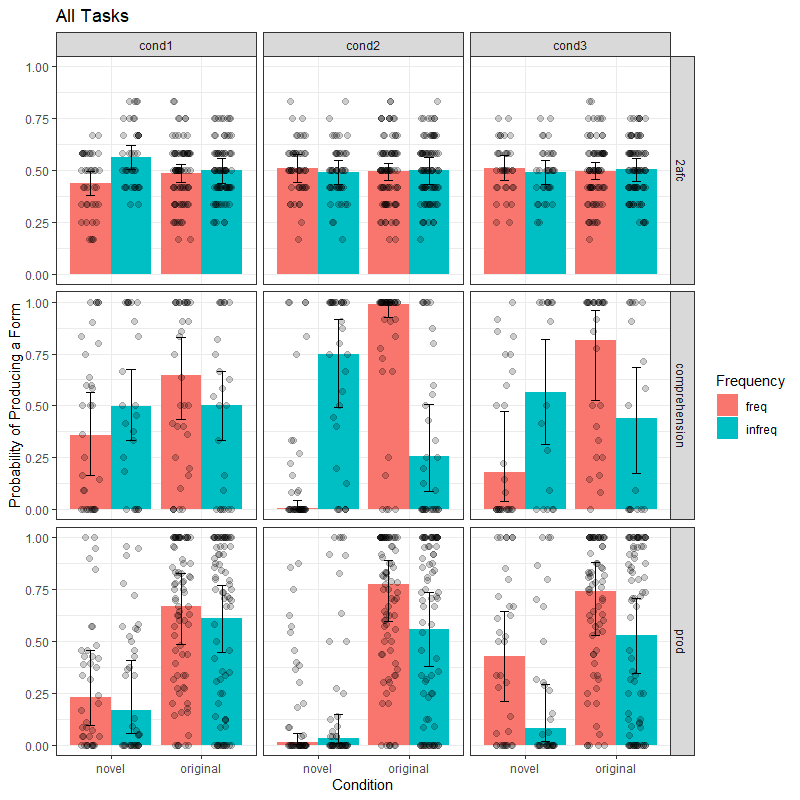 All Tasks
cond1 cond2 cond3
1.00
0.75
0.50
0.25
0.00
2afc
1.00
0.75
0.50
0.25
0.00
comprehension
1.00
0.75
0.50
0.25
0.00
prod
Probability of Producing a Form
novel original novel original novel original
Condition
Frequency
freq
infreq